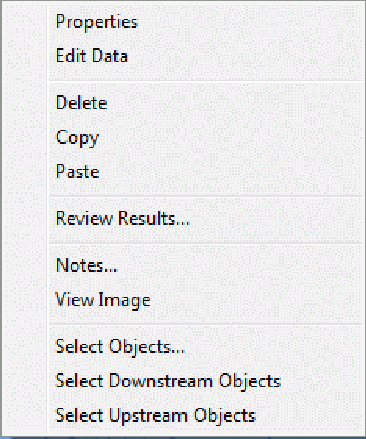 Properties
Edit Data
Delete
Copy
Paste
Review Results...
Notes...
View Image
Select Objects...
Select Downstream Objects
Select Upstream Objects